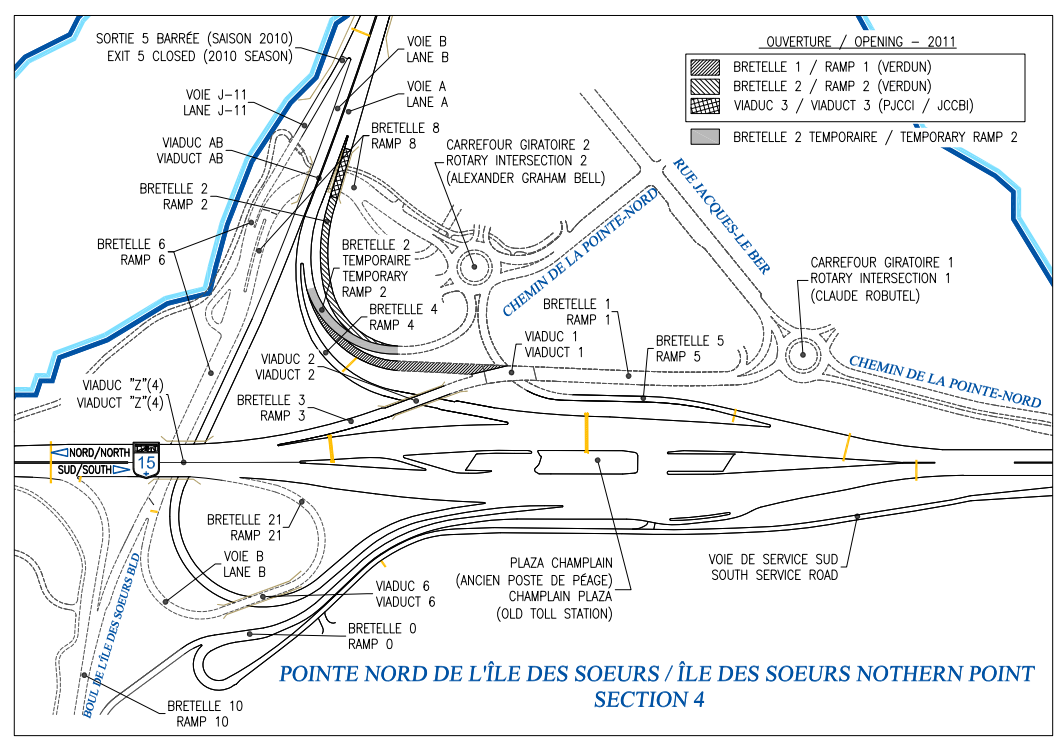 SORTIE 5 BARRÉE (SAISON 2010)
EXIT 5 CLOSED (2010 SEASON)
VOIE B
LANE B
OUVERTURE / OPENING - 2011
BRETELLE 1 / RAMP 1 (VERDUN)
BRETELLE 2 / RAMP 2 (VERDUN)
VIADUC 3 / VIADUCT 3 (PJCCI / JCCBI)
BRETELLE 2 TEMPORAIRE / TEMPORARY RAMP 2
VOIE J-11
LANE J-11
VOIE A
LANE A
VIADUC AB
VIADUCT AB
BRETELLE 8
RAMP 8
CARREFOUR GIRATOIRE 2
ROTARY INTERSECTION 2
(ALEXANDER GRAHAM BELL)
RUE JACQUES-LE BER
BRETELLE 2
RAMP 2
BRETELLE 6
RAMP 6
BRETELLE 2
TEMPORAIRE
TEMPORARY
RAMP 2
CHEMIN DE LA POINTE-NORD
CARREFOUR GIRATOIRE 1
ROTARY INTERSECTION 1
(CLAUDE ROBUTEL)
BRETELLE 4
RAMP 4
BRETELLE 1
RAMP 1
VIADUC 1
VIADUCT 1
BRETELLE 5
RAMP 5
VIADUC 2
VIADUCT 2
CHEMIN DE LA POINTE-NORD
VIADUC "Z"(4)
VIADUCT "Z"(4)
BRETELLE 3
RAMP 3
NORD/NORTH
SUD/SOUTH
15
BRETELLE 21
RAMP 21
VOIE B
LANE B
VIADUC 6
VIADUCT 6
PLAZA CHAMPLAIN
(ANCIEN POSTE DE PÉAGE)
CHAMPLAIN PLAZA
(OLD TOLL STATION)
VOIE DE SERVICE SUD
SOUTH SERVICE ROAD
BOUL DE L'ÎLE DES SOEURS BLD
BRETELLE 0
RAMP 0
BRETELLE 10
RAMP 10
POINTE NORD DE L'ÎLE DES SOEURS / ÎLE DES SOEURS NOTHERN POINT
SECTION 4